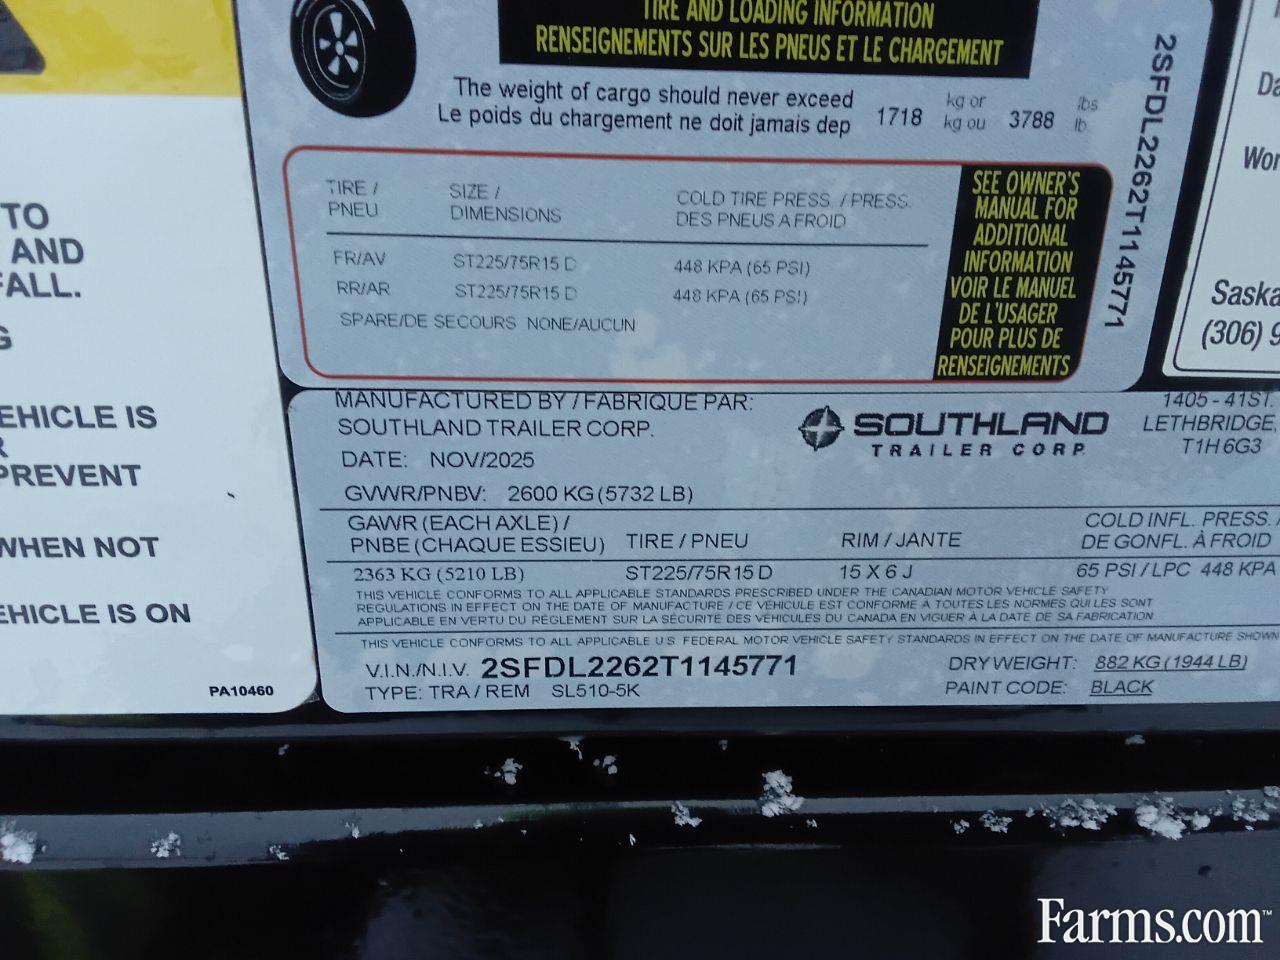 TIRE AND LOADING INFORMATION
RENSEIGNEMENTS SUR LES PNEUS ET LE CHARGEMENT
The weight of cargo should never exceed
Le poids du chargement ne doit jamais dep
1718 kg or 3788 lbs
kg ou lb
TIRE / SIZE / COLD TIRE PRESS. / PRESS.
PNEU DIMENSIONS DES PNEUS A FROID
FR/AV ST225/75R15 D 448 KPA (65 PSI)
RR/AR ST225/75R15 D 448 KPA (65 PSI)
SPARE/DE SECOURS NONE/AUCUN
SEE OWNER'S
MANUAL FOR
ADDITIONAL
INFORMATION
VOIR LE MANUEL
DE L'USAGER
POUR PLUS DE
RENSEIGNEMENTS
2SFDL2262T1145771
MANUFACTURED BY / FABRIQUE PAR:
SOUTHLAND TRAILER CORP.
DATE: NOV/2025
GVWR/PNBV: 2600 KG (5732 LB)
SOUTHLAND
TRAILER CORP
1405 - 41ST.
LETHBRIDGE,
T1H 6G3
GAWR (EACH AXLE) /
PNBE (CHAQUE ESSIEU) TIRE / PNEU RIM / JANTE
COLD INFL. PRESS. /
DE GONFL. À FROID
2363 KG (5210 LB) ST225/75R15 D 15 X 6 J 65 PSI / LPC 448 KPA
THIS VEHICLE CONFORMS TO ALL APPLICABLE STANDARDS PRESCRIBED UNDER THE CANADIAN MOTOR VEHICLE SAFETY
REGULATIONS IN EFFECT ON THE DATE OF MANUFACTURE / CE VÉHICULE EST CONFORME À TOUTES LES NORMES QUI LES SONT
APPLICABLE EN VERTU DU RÉGLEMENT SUR LA SÉCURITÉ DES VÉHICULES DU CANADA EN VIGUER À LA DATE DE SA FABRICATION
THIS VEHICLE CONFORMS TO ALL APPLICABLE U.S FEDERAL MOTOR VEHICLE SAFETY STANDARDS IN EFFECT ON THE DATE OF MANUFACTURE SHOWN
V.I.N./N.I.V. 2SFDL2262T1145771
TYPE: TRA / REM SL510-5K
DRY WEIGHT: 882 KG (1944 LB)
PAINT CODE: BLACK
TO
AND
FALL.
G
EHICLE IS
R
PREVENT
WHEN NOT
EHICLE IS ON
PA10460
Da
Wor
Saska
(306) 9
Farms.com™